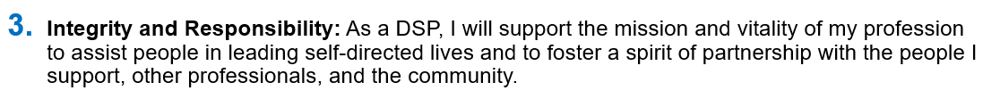 3. Integrity and Responsibility: As a DSP, I will support the mission and vitality of my profession
to assist people in leading self-directed lives and to foster a spirit of partnership with the people I
support, other professionals, and the community.